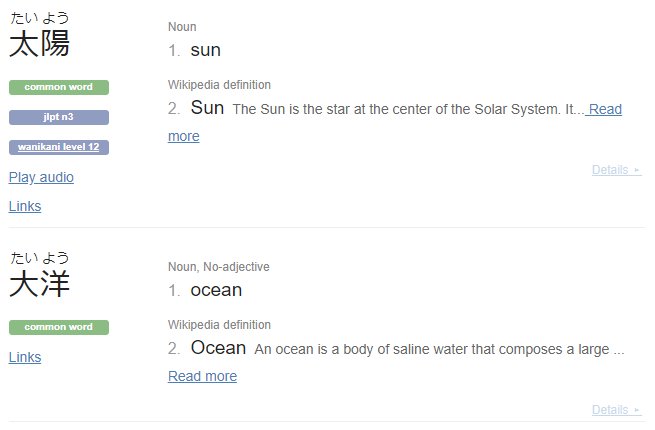 たい よう
太陽
common word
jlpt n3
wanikani level 12
Play audio
Links
Noun
1. sun
Wikipedia definition
2. Sun The Sun is the star at the center of the Solar System. It... Read
more
Details ▸
たい よう
大洋
common word
Links
Noun, No-adjective
1. ocean
Wikipedia definition
2. Ocean An ocean is a body of saline water that composes a large ...
Read more
Details ▸